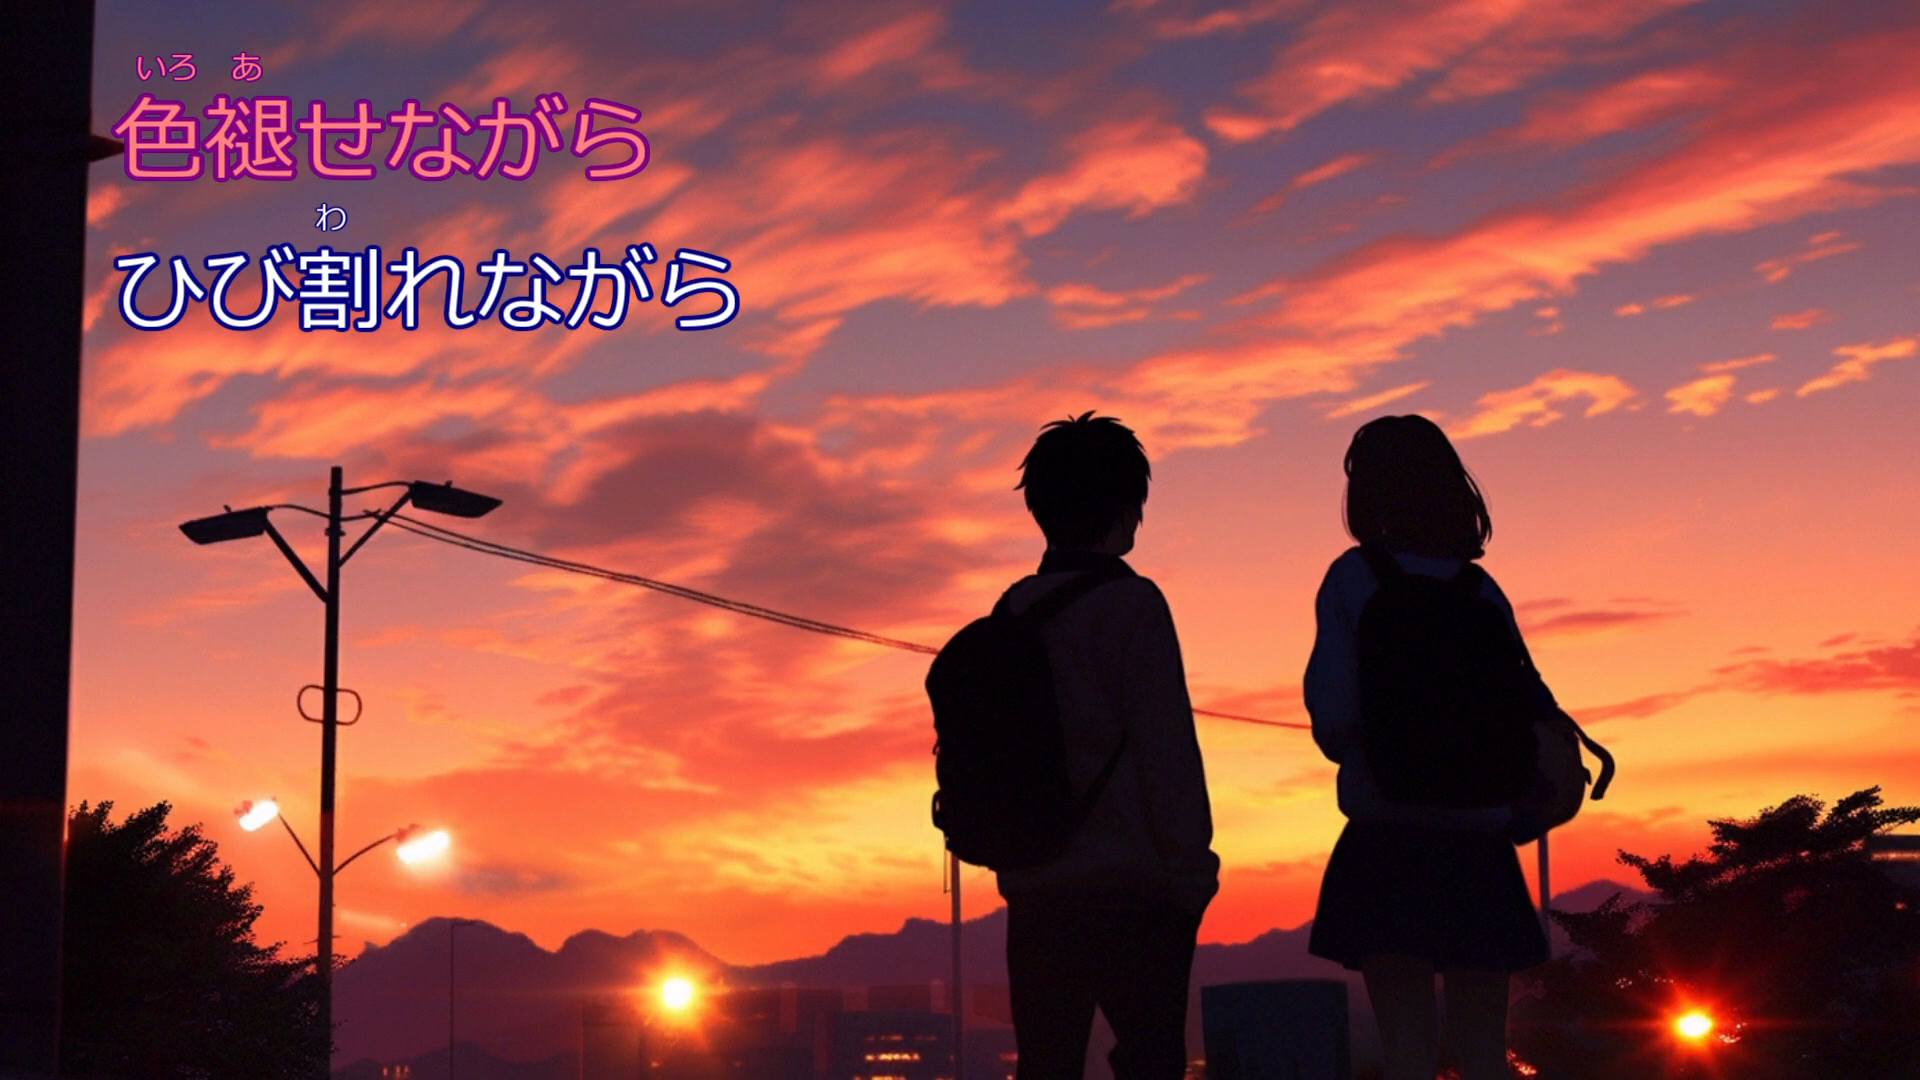 いろ あ
色褪せながら
わ
ひび割れながら